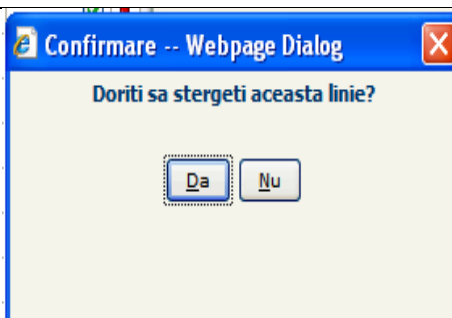 Confirmare -- Webpage Dialog
Doriti sa stergeti aceasta linie?
Da Nu